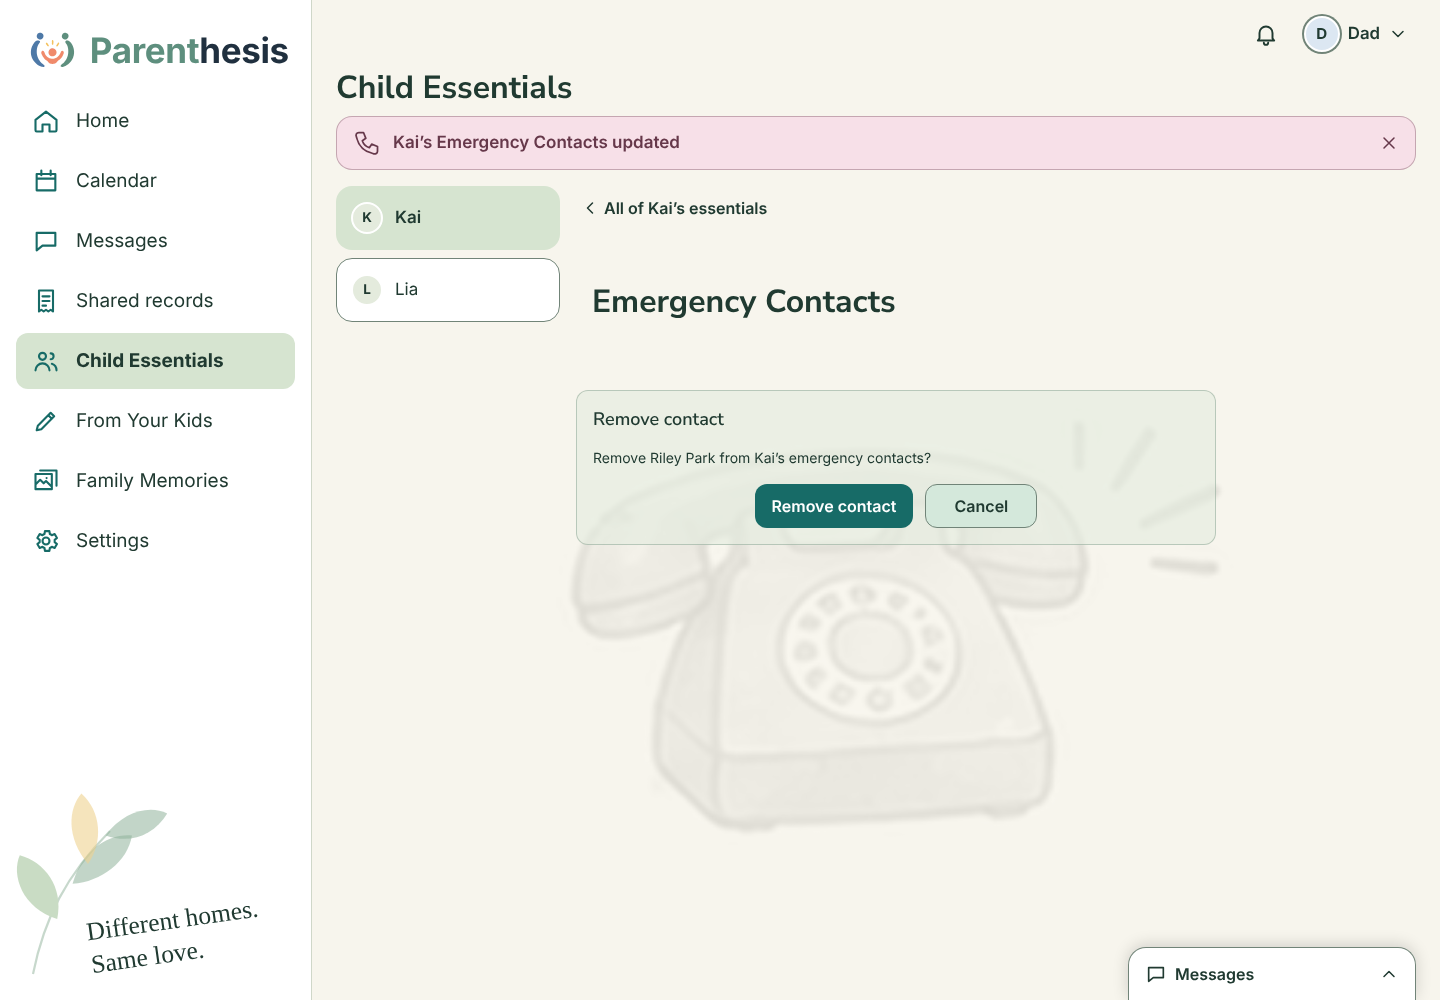 Parenthesis
Home
Calendar
Messages
Shared records
Child Essentials
From Your Kids
Family Memories
Settings
Different homes.
Same love.
D Dad
Child Essentials
Kai’s Emergency Contacts updated
K Kai
L Lia
All of Kai’s essentials
Emergency Contacts
Remove contact
Remove Riley Park from Kai’s emergency contacts?
Remove contact Cancel
Messages